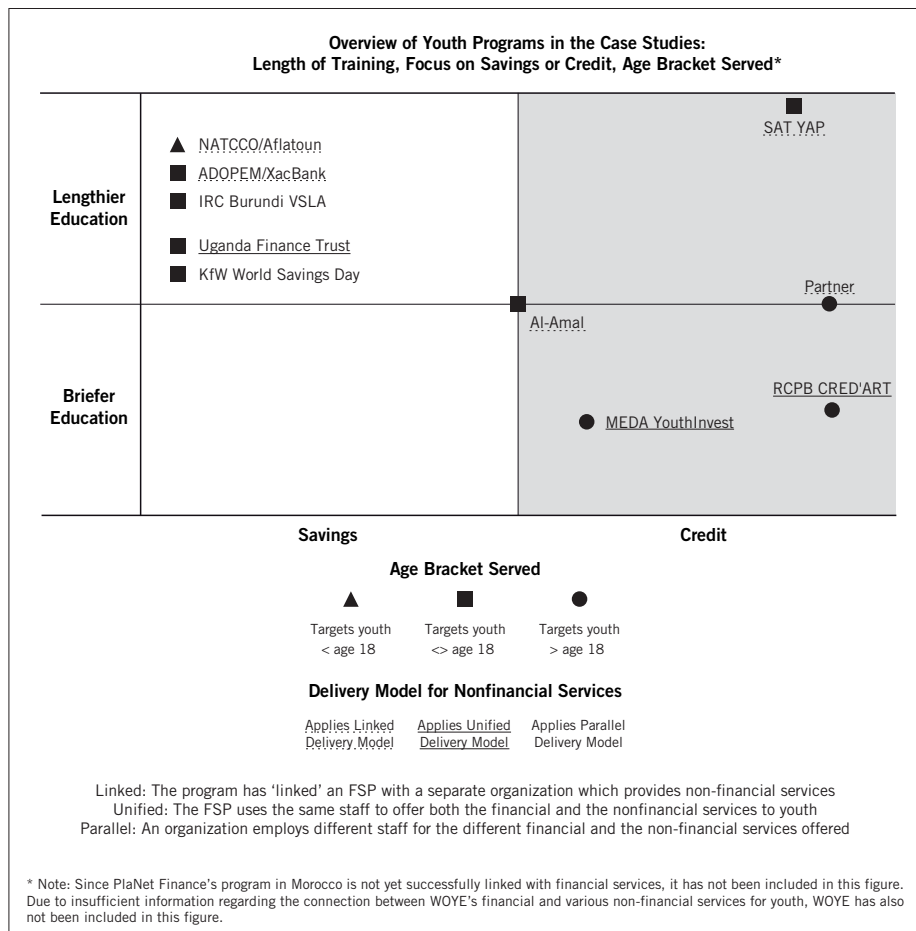 Overview of Youth Programs in the Case Studies:
Length of Training, Focus on Savings or Credit, Age Bracket Served*
SAT YAP
NATCCO/Aflatoun
ADOPEM/XacBank
IRC Burundi VSLA
Lengthier
Education
Uganda Finance Trust
KfW World Savings Day
Partner
Al-Amal
RCPB CRED'ART
Briefer
Education
MEDA YouthInvest
Savings
Credit
Age Bracket Served
Targets youth
< age 18
Targets youth
<> age 18
Targets youth
> age 18
Delivery Model for Nonfinancial Services
Applies Linked
Delivery Model
Applies Unified
Delivery Model
Applies Parallel
Delivery Model
Linked: The program has ‘linked’ an FSP with a separate organization which provides non-financial services
Unified: The FSP uses the same staff to offer both the financial and the nonfinancial services to youth
Parallel: An organization employs different staff for the different financial and the non-financial services offered
* Note: Since PlaNet Finance’s program in Morocco is not yet successfully linked with financial services, it has not been included in this figure.
Due to insufficient information regarding the connection between WOYE’s financial and various non-financial services for youth, WOYE has also
not been included in this figure.